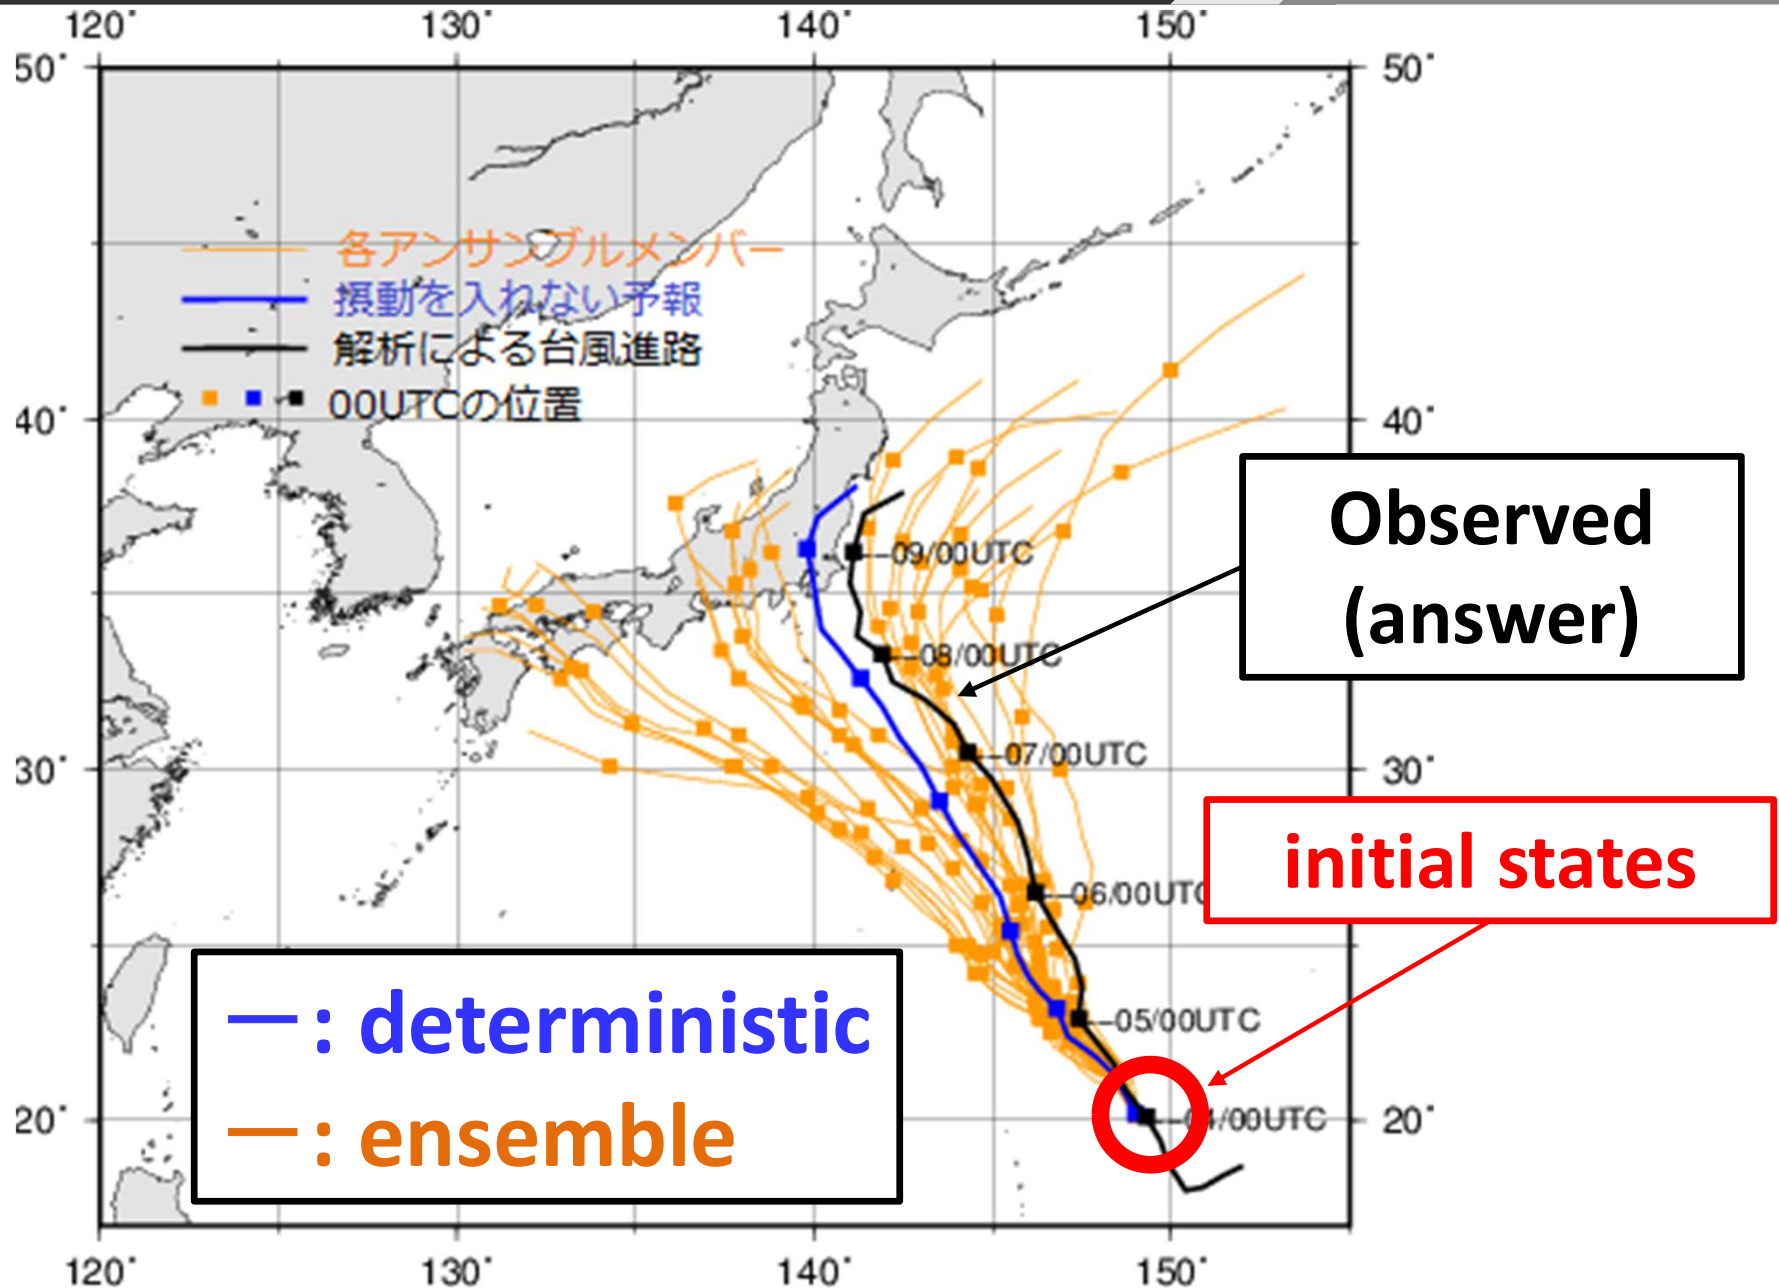 120° 130° 140° 150°
50° 50°
各アンサンブルメンバー
摂動を入れない予報
解析による台風進路
00UTCの位置
40° 40°
Observed
(answer)
09/00UTC
08/00UTC
07/00UTC
30° 30°
initial states
06/00UTC
05/00UTC
: deterministic
: ensemble
20° 04/00UTC 20°
120° 130° 140° 150°